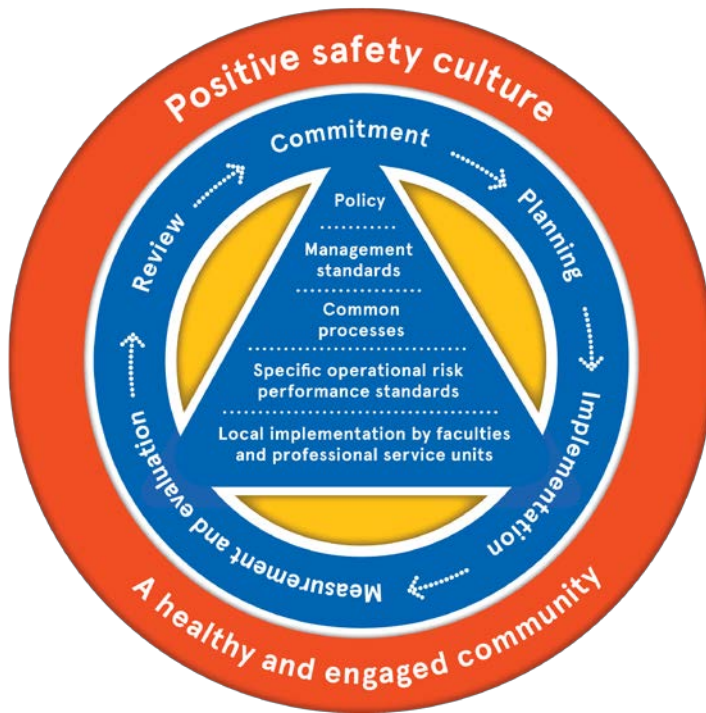 Positive safety culture
Commitment
Planning
Implementation
Measurement and evaluation
Review
Policy
Management
standards
Common
processes
Specific operational risk
performance standards
Local implementation by faculties
and professional service units
A healthy and engaged community